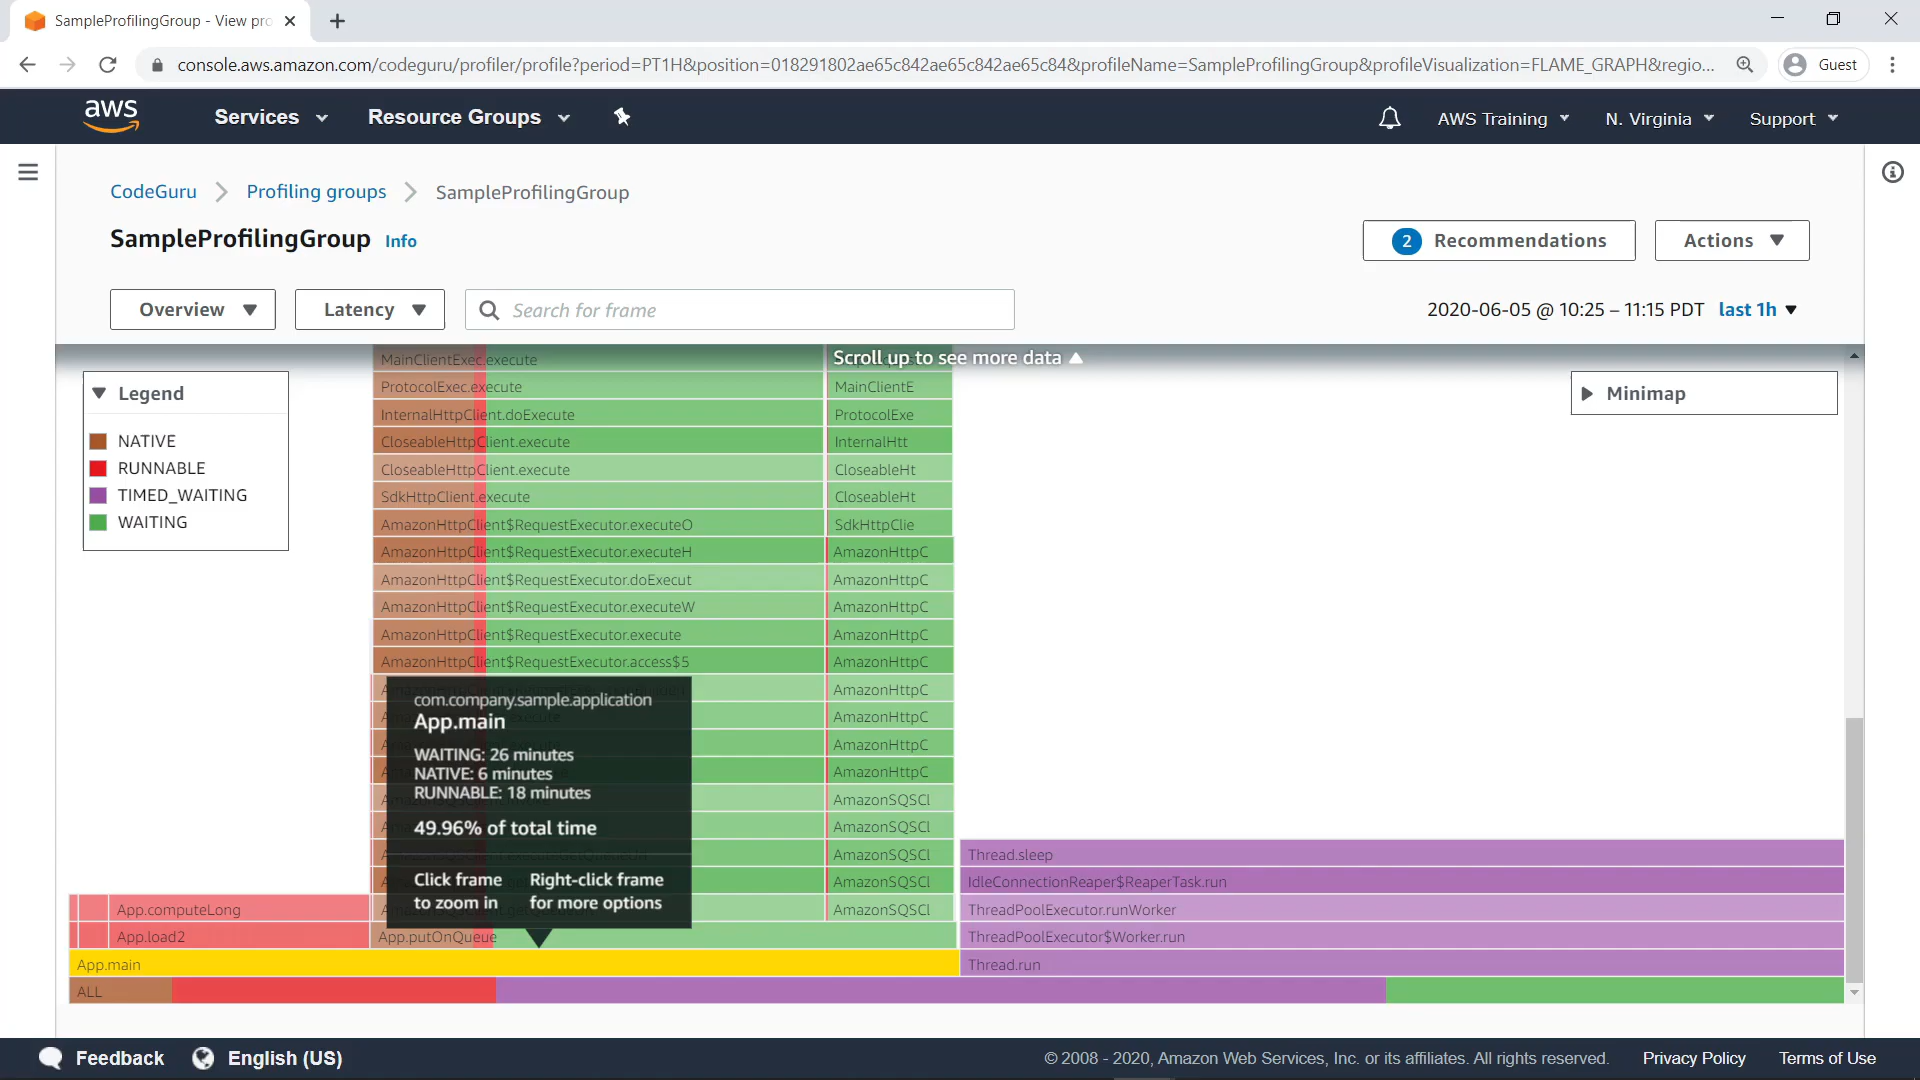 SampleProfilingGroup - View pro
console.aws.amazon.com/codeguru/profiler/profile?period=PT1H&position=018291802ae65c842ae65c842ae65c84&profileName=SampleProfilingGroup&profileVisualization=FLAME_GRAPH&regio...
Guest
aws
Services
Resource Groups
AWS Training
N. Virginia
Support
CodeGuru
Profiling groups
SampleProfilingGroup
SampleProfilingGroup Info
2 Recommendations
Actions
Overview
Latency
Search for frame
2020-06-05 @ 10:25 – 11:15 PDT last 1h
Scroll up to see more data
Legend
NATIVE
RUNNABLE
TIMED_WAITING
WAITING
Minimap
MainClientExec.execute
ProtocolExec.execute
MainClientE
InternalHttpClient.doExecute
ProtocolExe
CloseableHttpClient.execute
InternalHtt
CloseableHttpClient.execute
CloseableHt
SdkHttpClient.execute
CloseableHt
AmazonHttpClient$RequestExecutor.executeO
SdkHttpClie
AmazonHttpClient$RequestExecutor.executeH
AmazonHttpC
AmazonHttpClient$RequestExecutor.doExecut
AmazonHttpC
AmazonHttpClient$RequestExecutor.executeW
AmazonHttpC
AmazonHttpClient$RequestExecutor.execute
AmazonHttpC
AmazonHttpClient$RequestExecutor.access$5
AmazonHttpC
AmazonHttpC
AmazonHttpC
AmazonHttpC
AmazonHttpC
AmazonSQSCl
AmazonSQSCl
AmazonSQSCl
AmazonSQSCl
AmazonSQSCl
com.company.sample.application
App.main
WAITING: 26 minutes
NATIVE: 6 minutes
RUNNABLE: 18 minutes
49.96% of total time
Click frame
to zoom in
Right-click frame
for more options
Thread.sleep
IdleConnectionReaper$ReaperTask.run
App.computeLong
ThreadPoolExecutor.runWorker
App.load2
App.putOnQueue
ThreadPoolExecutor$Worker.run
App.main
Thread.run
ALL
Feedback
English (US)
© 2008 - 2020, Amazon Web Services, Inc. or its affiliates. All rights reserved.
Privacy Policy
Terms of Use